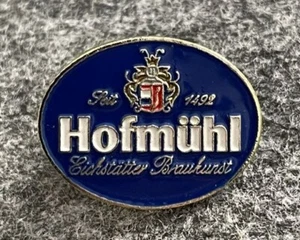 Seit 1492
Hofmühl
Eichstätter Braukunst